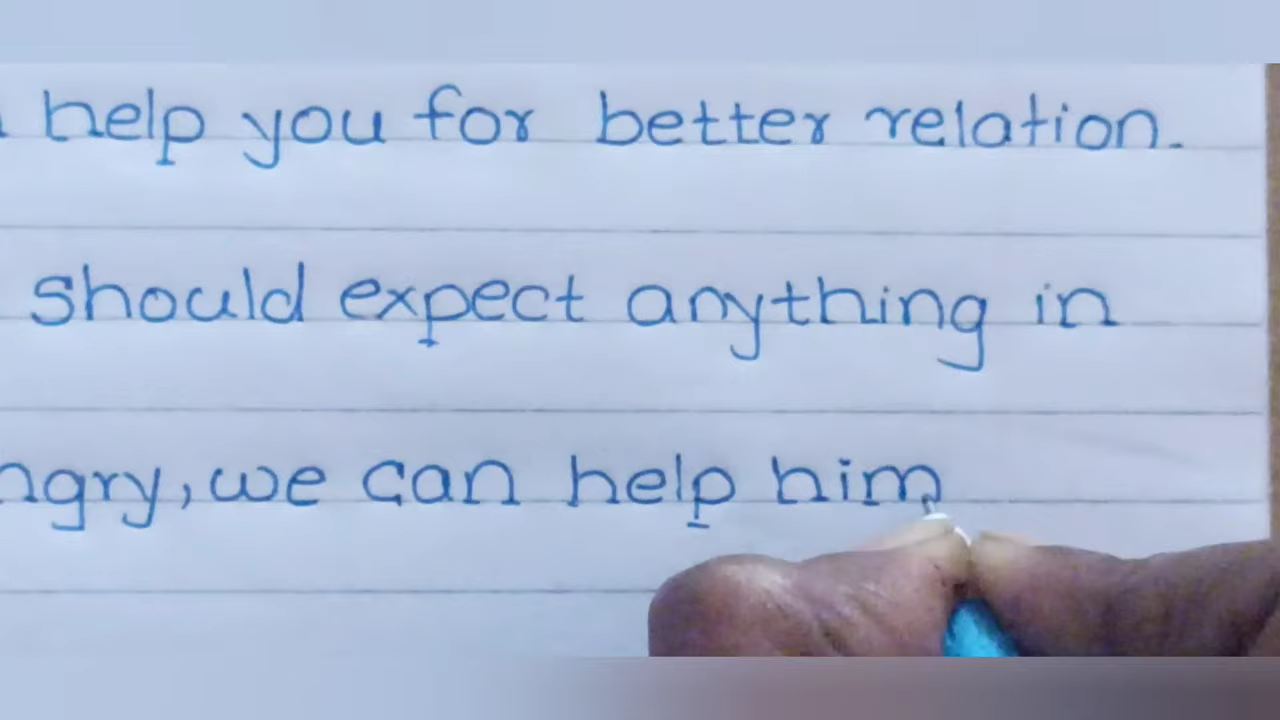 help you for better relation.
should expect anything in
ngry, we can help him